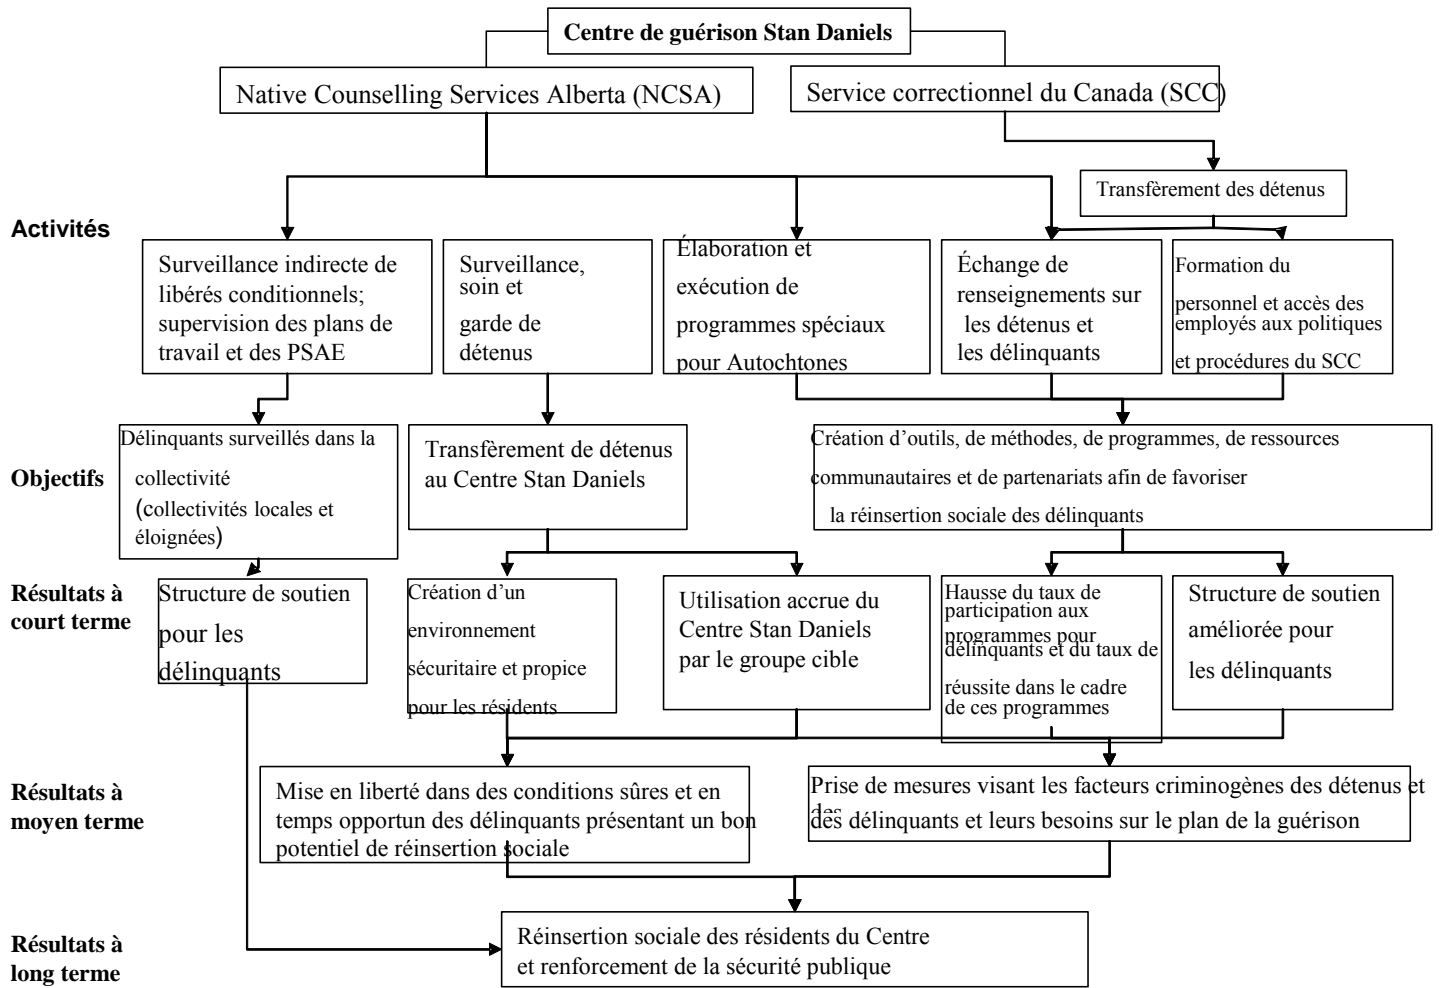 Centre de guérison Stan Daniels
Native Counselling Services Alberta (NCSA)
Service correctionnel du Canada (SCC)
Transfèrement des détenus
Activités
Surveillance indirecte de
libérés conditionnels;
supervision des plans de
travail et des PSAE
Surveillance,
soin et
garde de
détenus
Élaboration et
exécution de
programmes spéciaux
pour Autochtones
Échange de
renseignements sur
les détenus et
les délinquants
Formation du
personnel et accès des
employés aux politiques
et procédures du SCC
Objectifs
Délinquants surveillés dans la
collectivité
(collectivités locales et
éloignées)
Transfèrement de détenus
au Centre Stan Daniels
Création d’outils, de méthodes, de programmes, de ressources
communautaires et de partenariats afin de favoriser
la réinsertion sociale des délinquants
Résultats à
court terme
Structure de soutien
pour les
délinquants
Création d’un
environnement
sécuritaire et propice
pour les résidents
Utilisation accrue du
Centre Stan Daniels
par le groupe cible
Hausse du taux de
participation aux
programmes pour
délinquants et du taux de
réussite dans le cadre
de ces programmes
Structure de soutien
améliorée pour
les délinquants
Résultats à
moyen terme
Mise en liberté dans des conditions sûres et en
temps opportun des délinquants présentant un bon
potentiel de réinsertion sociale
Prise de mesures visant les facteurs criminogènes des détenus et
des
dés délinquants et leurs besoins sur le plan de la guérison
Résultats à
long terme
Réinsertion sociale des résidents du Centre
et renforcement de la sécurité publique